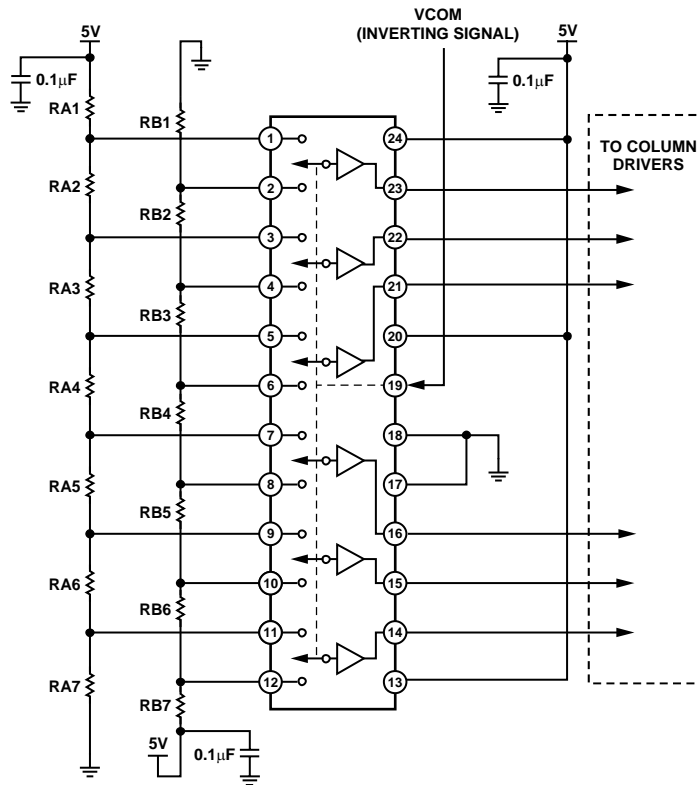 5V
0.1μF
RA1
RA2
RA3
RA4
RA5
RA6
RA7
RB1
RB2
RB3
RB4
RB5
RB6
RB7
5V
0.1μF
VCOM
(INVERTING SIGNAL)
5V
0.1μF
1
2
3
4
5
6
7
8
9
10
11
12
24
23
22
21
20
19
18
17
16
15
14
13
TO COLUMN
DRIVERS